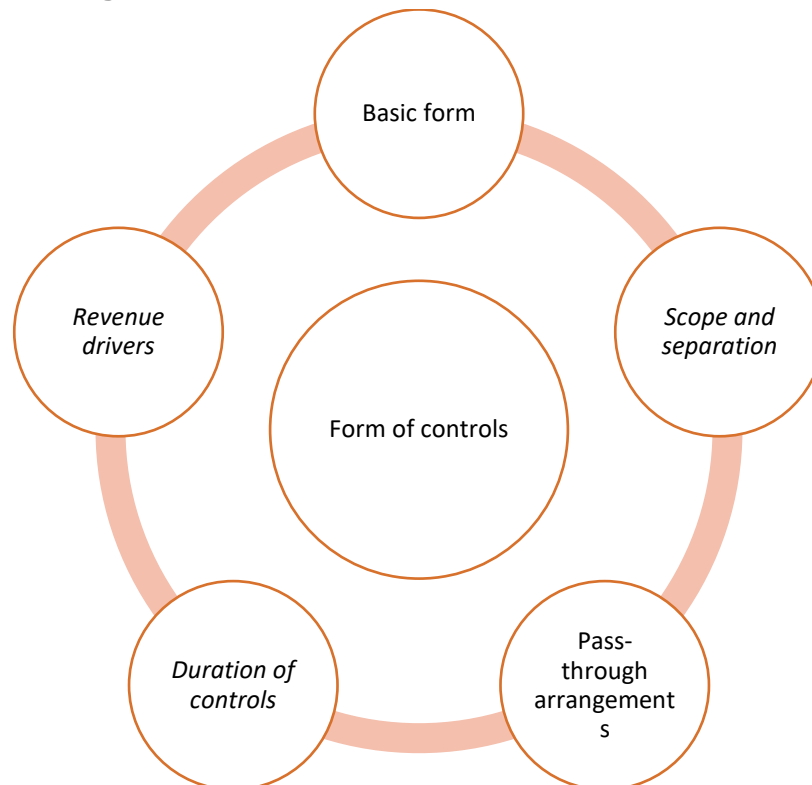 Basic form
Revenue
drivers
Scope and
separation
Form of controls
Duration of
controls
Pass-
through
arrangement
s